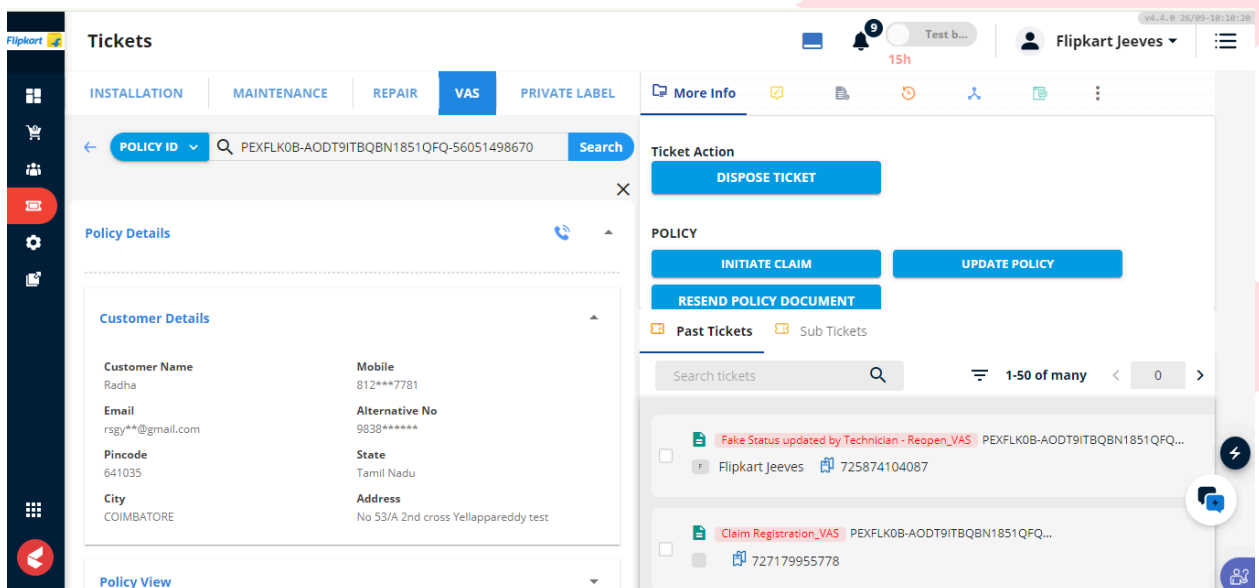 v4.4.0 26/09-10:10:20
Flipkart
Tickets
9
Test b...
15h
Flipkart Jeeves
INSTALLATION
MAINTENANCE
REPAIR
VAS
PRIVATE LABEL
POLICY ID
PEXFLK0B-AODT9ITBQBN1851QFQ-56051498670
Search
Policy Details
Customer Details
Customer Name
Mobile
Radha
812***7781
Email
Alternative No
rsgy**@gmail.com
9838******
Pincode
State
641035
Tamil Nadu
City
Address
COIMBATORE
No 53/A 2nd cross Yellappareddy test
Policy View
More Info
Ticket Action
DISPOSE TICKET
POLICY
INITIATE CLAIM
UPDATE POLICY
RESEND POLICY DOCUMENT
Past Tickets
Sub Tickets
Search tickets
1-50 of many
0
Fake Status updated by Technician - Reopen_VAS PEXFLK0B-AODT9ITBQBN1851QFQ...
F Flipkart Jeeves 725874104087
Claim Registration_VAS PEXFLK0B-AODT9ITBQBN1851QFQ...
727179955778